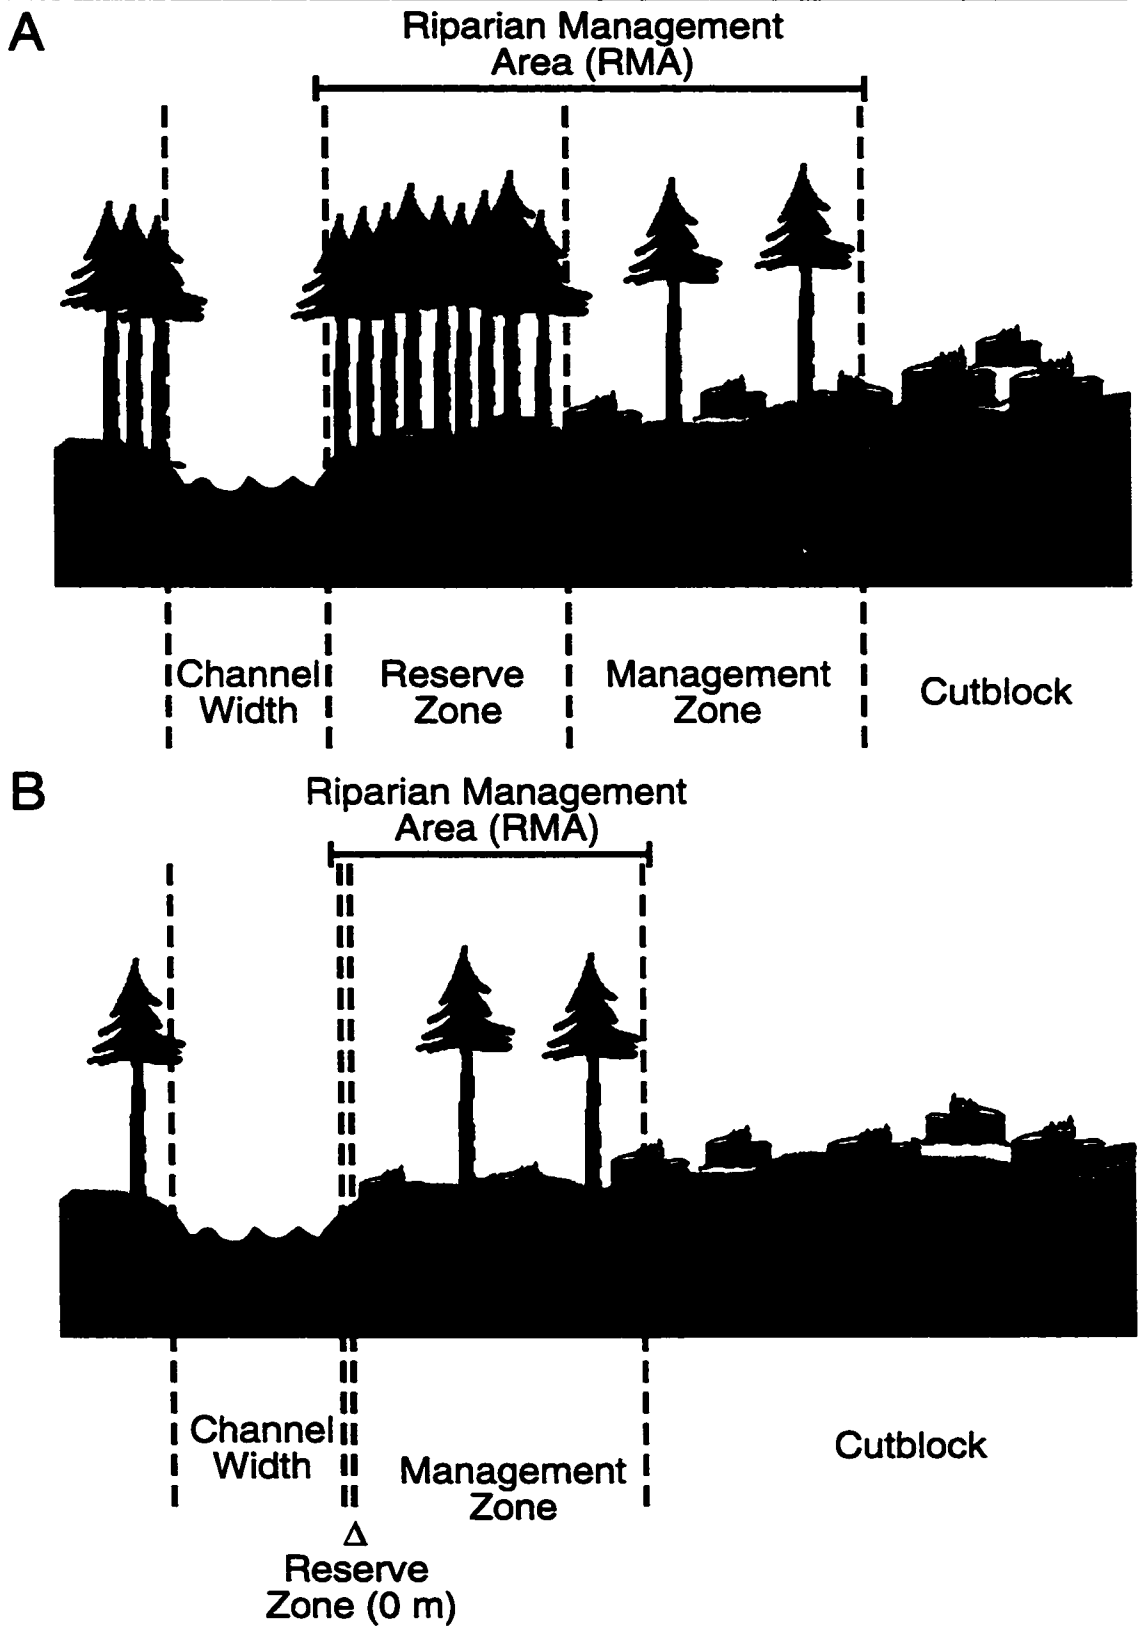 A
Riparian Management
Area (RMA)
Channel
Width
Reserve
Zone
Management
Zone
Cutblock
B
Riparian Management
Area (RMA)
Channel
Width
Management
Zone
Cutblock
Δ
Reserve
Zone (0 m)